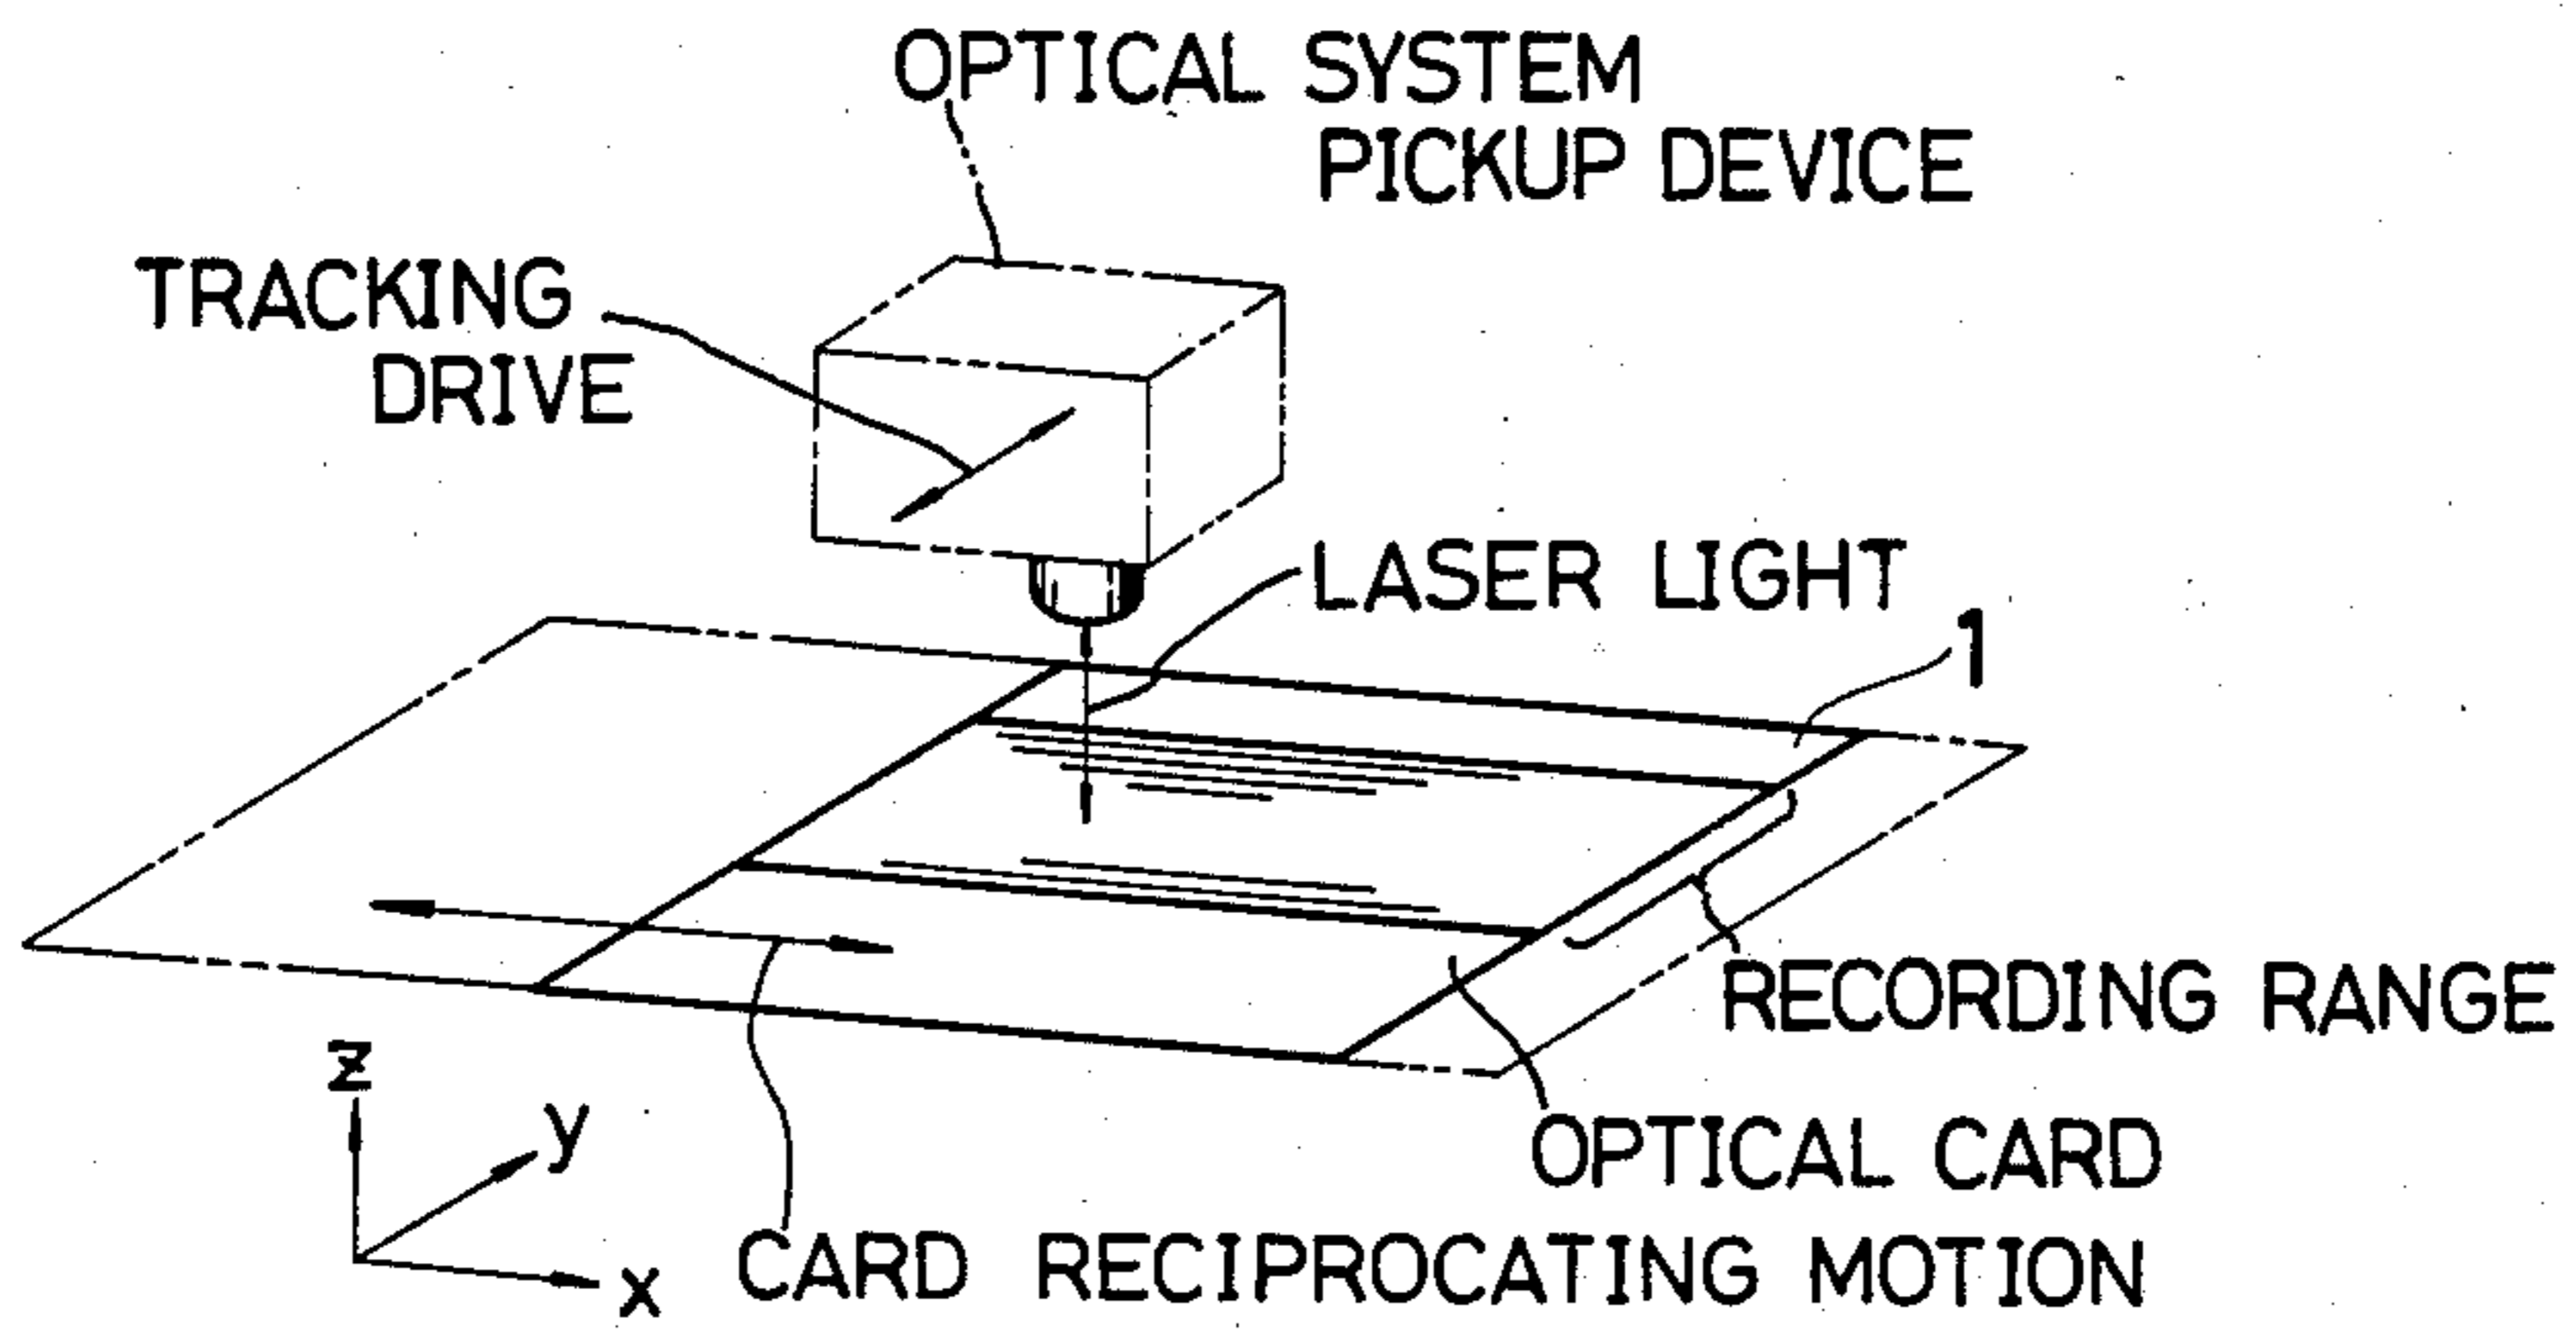 OPTICAL SYSTEM
PICKUP DEVICE
TRACKING
DRIVE
LASER LIGHT
1
RECORDING RANGE
OPTICAL CARD
CARD RECIPROCATING MOTION
z
y
x